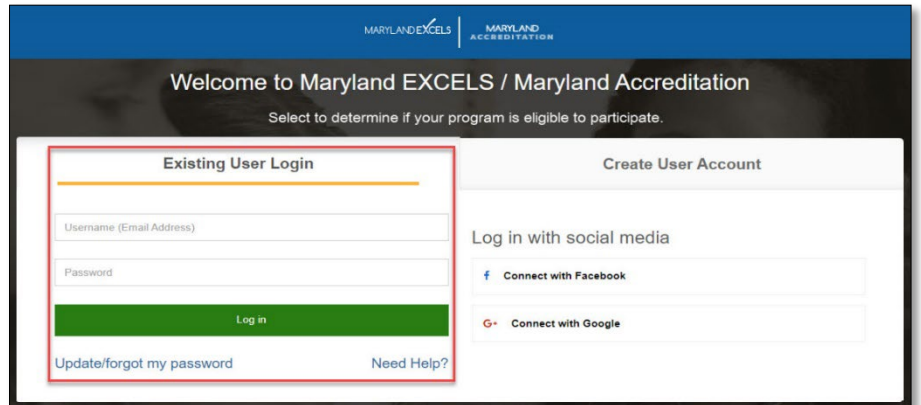 MARYLAND EXCELS
MARYLAND
ACCREDITATION
Welcome to Maryland EXCELS / Maryland Accreditation
Select to determine if your program is eligible to participate.
Existing User Login
Create User Account
Username (Email Address)
Password
Log in
Update/forgot my password
Need Help?
Log in with social media
f Connect with Facebook
G+ Connect with Google